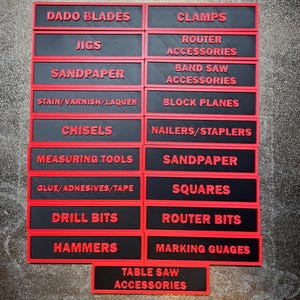 DADO BLADES
CLAMPS
JIGS
ROUTER
ACCESSORIES
SANDPAPER
BAND SAW
ACCESSORIES
STAIN/VARNISH/LAQUER
BLOCK PLANES
CHISELS
NAILERS/STAPLERS
MEASURING TOOLS
SANDPAPER
GLUE/ADHESIVES/TAPE
SQUARES
DRILL BITS
ROUTER BITS
HAMMERS
MARKING GUAGES
TABLE SAW
ACCESSORIES